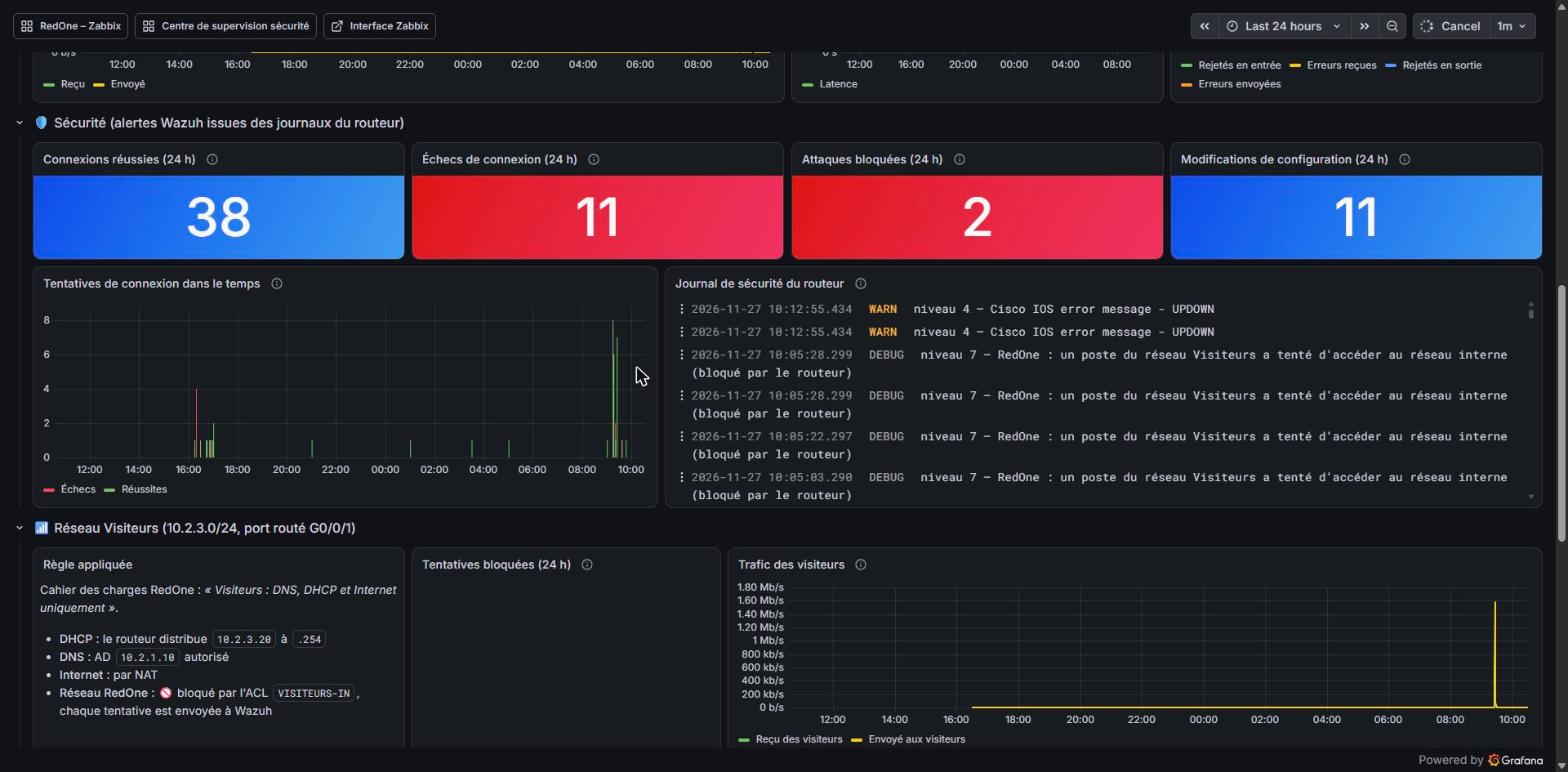 RedOne – Zabbix
Centre de supervision sécurité
Interface Zabbix
Last 24 hours
Cancel
1m
0 b/s
12:00 14:00 16:00 18:00 20:00 22:00 00:00 02:00 04:00 06:00 08:00 10:00
Reçu Envoyé
0 s
12:00 16:00 20:00 00:00 04:00 08:00
Latence
Rejetés en entrée Erreurs reçues Rejetés en sortie
Erreurs envoyées
Sécurité (alertes Wazuh issues des journaux du routeur)
Connexions réussies (24 h)
38
Échecs de connexion (24 h)
11
Attaques bloquées (24 h)
2
Modifications de configuration (24 h)
11
Tentatives de connexion dans le temps
8
6
4
2
0
12:00 14:00 16:00 18:00 20:00 22:00 00:00 02:00 04:00 06:00 08:00 10:00
Échecs Réussites
Journal de sécurité du routeur
2026-11-27 10:12:55.434 WARN niveau 4 – Cisco IOS error message - UPDOWN
2026-11-27 10:12:55.434 WARN niveau 4 – Cisco IOS error message - UPDOWN
2026-11-27 10:05:28.299 DEBUG niveau 7 – RedOne : un poste du réseau Visiteurs a tenté d'accéder au réseau interne
(bloqué par le routeur)
2026-11-27 10:05:28.299 DEBUG niveau 7 – RedOne : un poste du réseau Visiteurs a tenté d'accéder au réseau interne
(bloqué par le routeur)
2026-11-27 10:05:22.297 DEBUG niveau 7 – RedOne : un poste du réseau Visiteurs a tenté d'accéder au réseau interne
(bloqué par le routeur)
2026-11-27 10:05:03.290 DEBUG niveau 7 – RedOne : un poste du réseau Visiteurs a tenté d'accéder au réseau interne
(bloqué par le routeur)
Réseau Visiteurs (10.2.3.0/24, port routé G0/0/1)
Règle appliquée
Cahier des charges RedOne : « Visiteurs : DNS, DHCP et Internet
uniquement ».
DHCP : le routeur distribue 10.2.3.20 à .254
DNS : AD 10.2.1.10 autorisé
Internet : par NAT
Réseau RedOne : 🚫 bloqué par l'ACL VISITEURS-IN ,
chaque tentative est envoyée à Wazuh
Tentatives bloquées (24 h)
Trafic des visiteurs
1.80 Mb/s
1.60 Mb/s
1.40 Mb/s
1.20 Mb/s
1 Mb/s
800 kb/s
600 kb/s
400 kb/s
200 kb/s
0 b/s
12:00 14:00 16:00 18:00 20:00 22:00 00:00 02:00 04:00 06:00 08:00 10:00
Reçu des visiteurs Envoyé aux visiteurs
Powered by Grafana